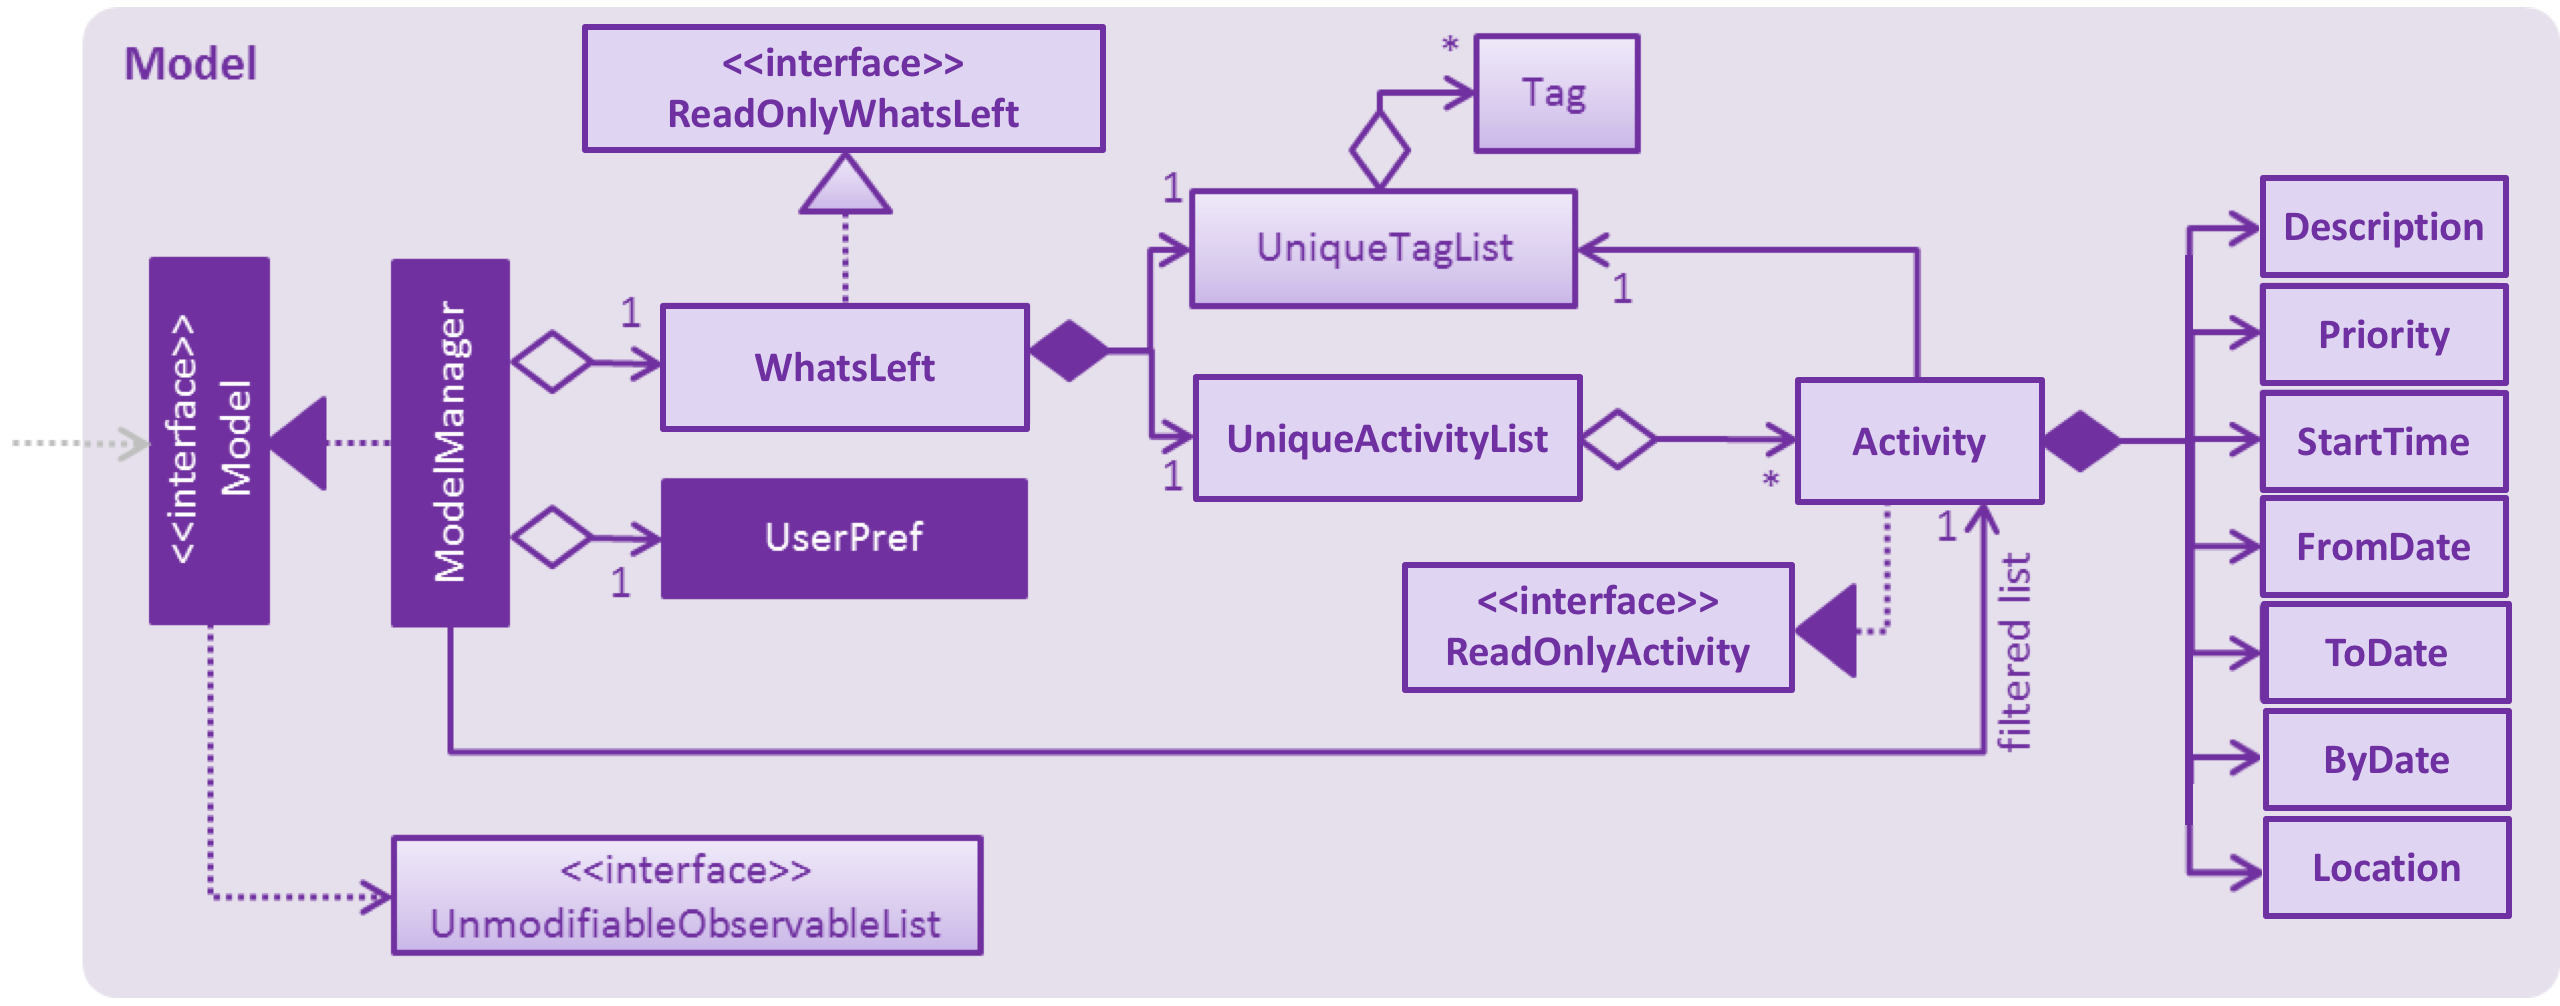 Model
<<interface>>
ReadOnlyWhatsLeft
*
Tag
1
UniqueTagList
1
<<interface>>
Model
ModelManager
1
WhatsLeft
1
UniqueActivityList
*
Activity
1
filtered list
UserPref
1
<<interface>>
ReadOnlyActivity
<<interface>>
UnmodifiableObservableList
Description
Priority
StartTime
FromDate
ToDate
ByDate
Location